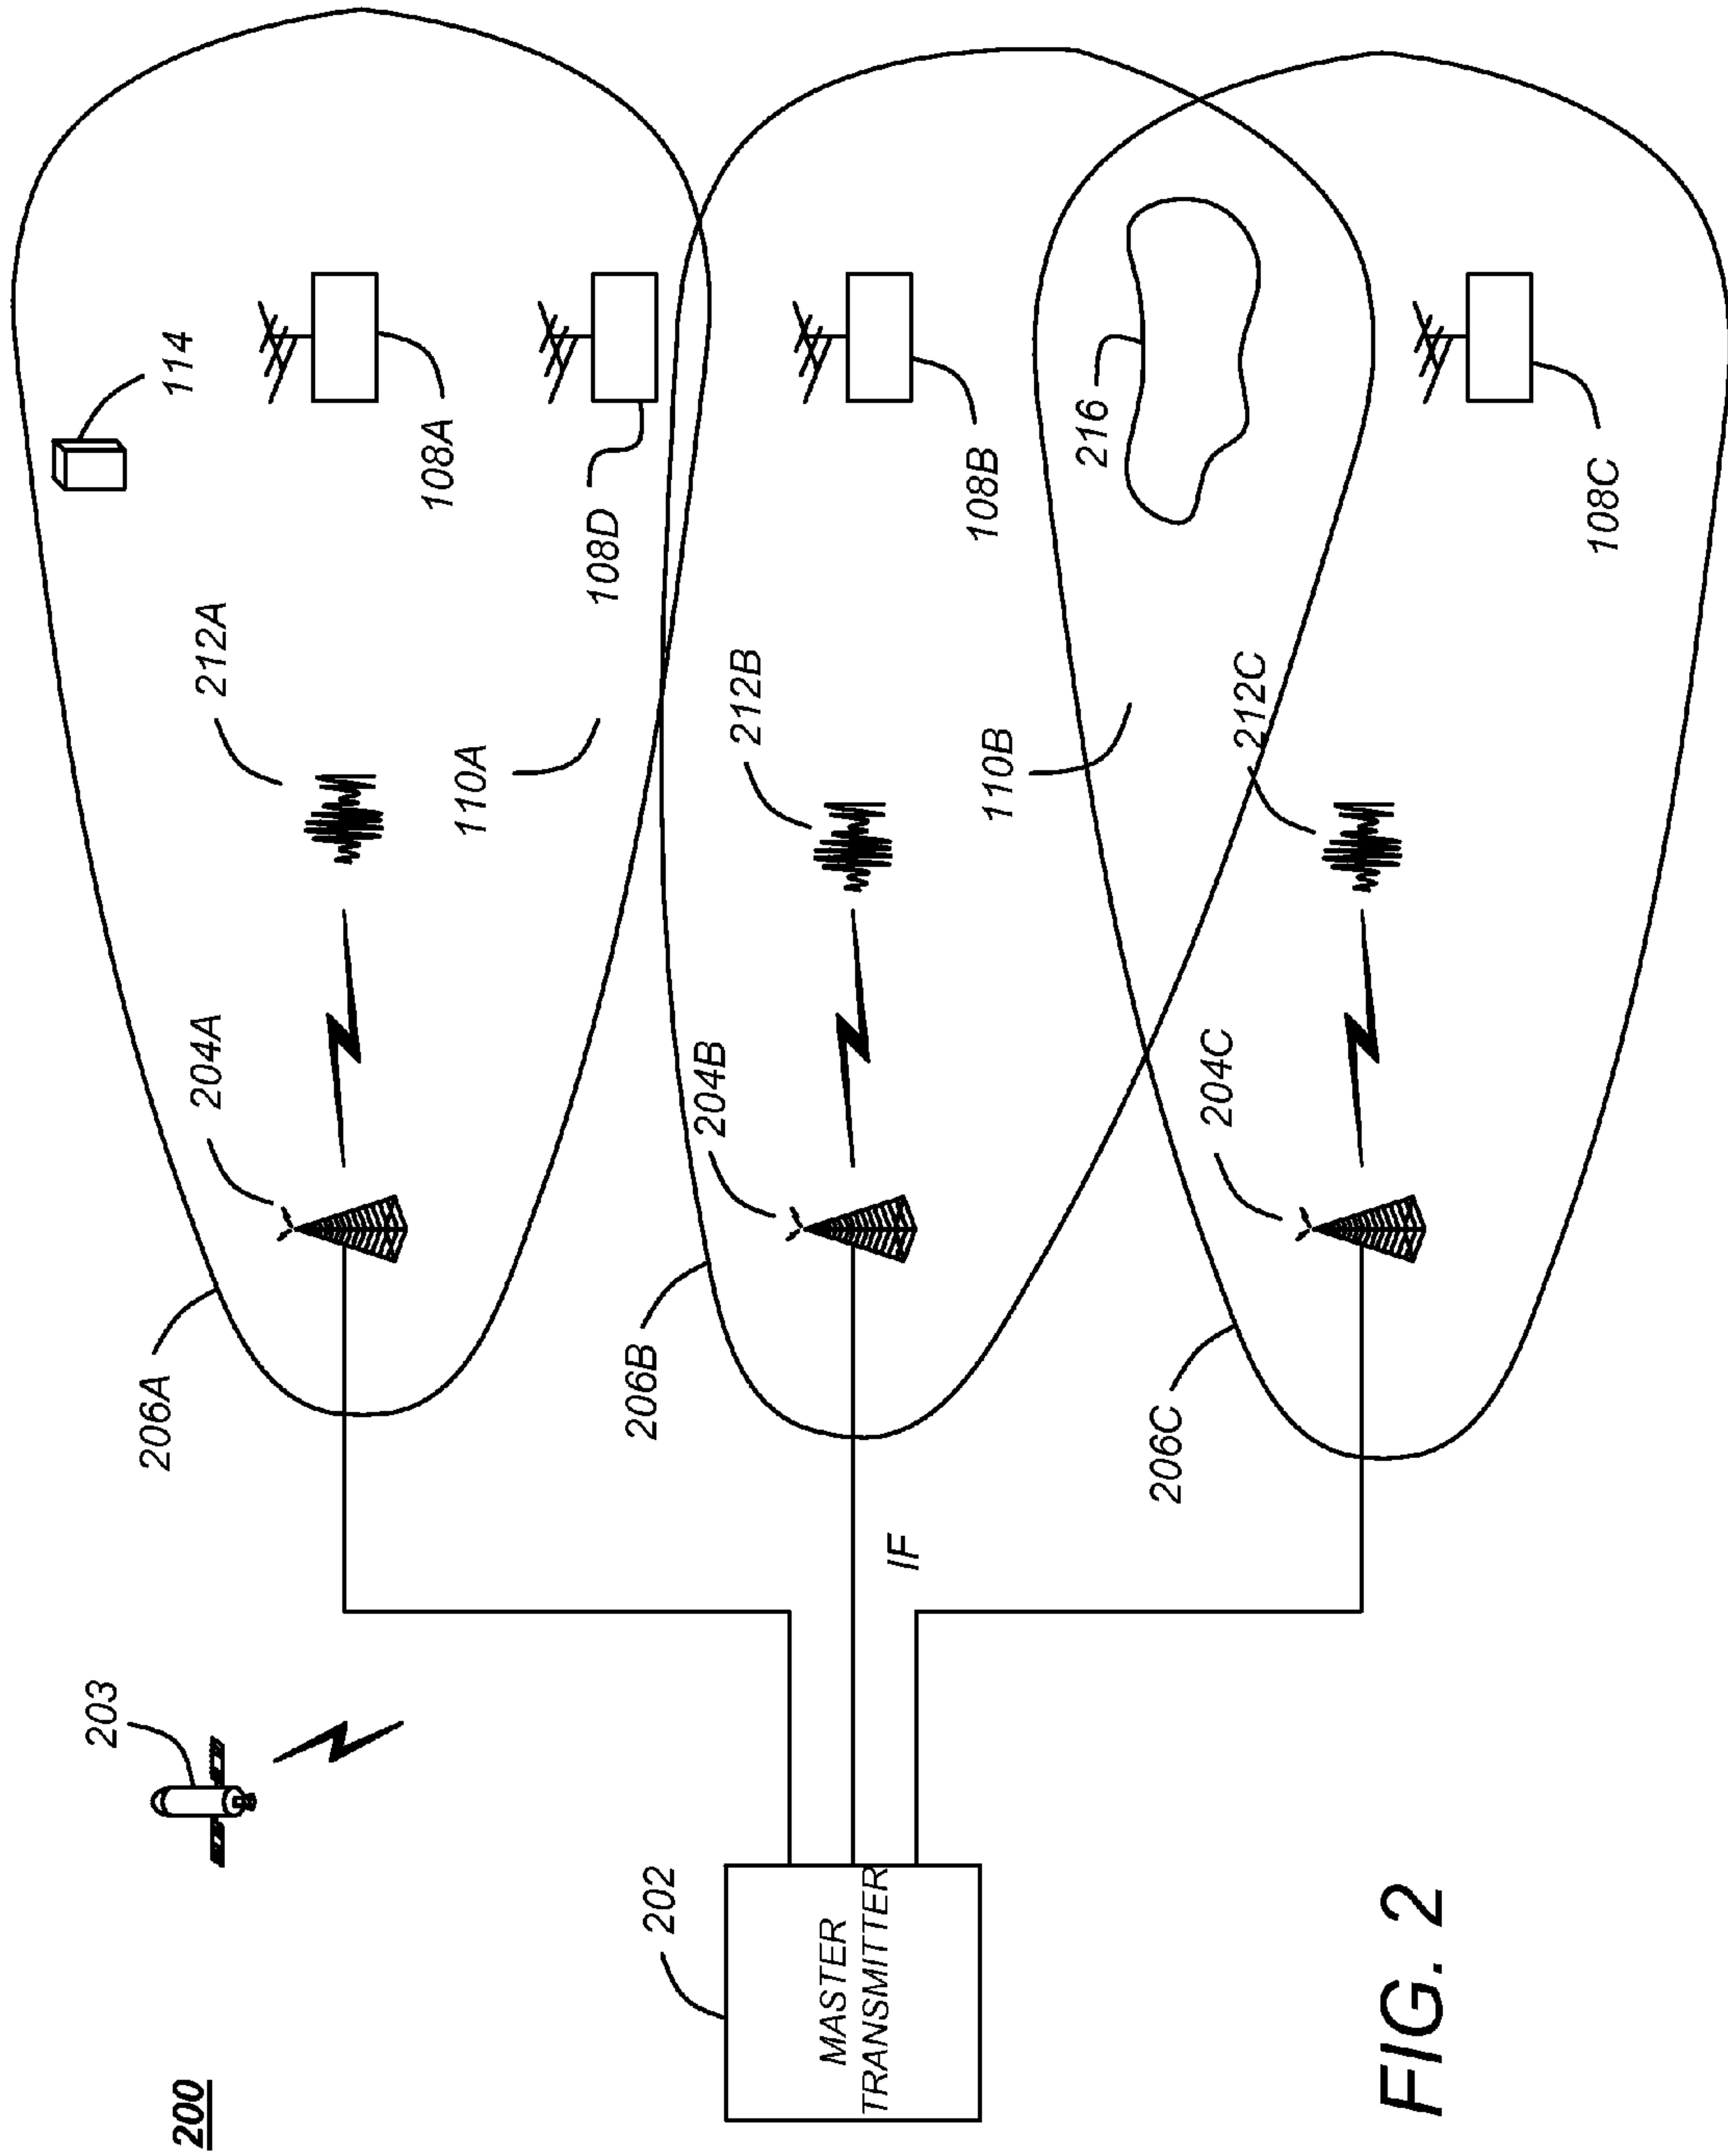 200
203
202
MASTER
TRANSMITTER
IF
206A
204A
212A
114
108A
110A
108D
206B
204B
212B
108B
110B
216
206C
204C
212C
108C
FIG. 2